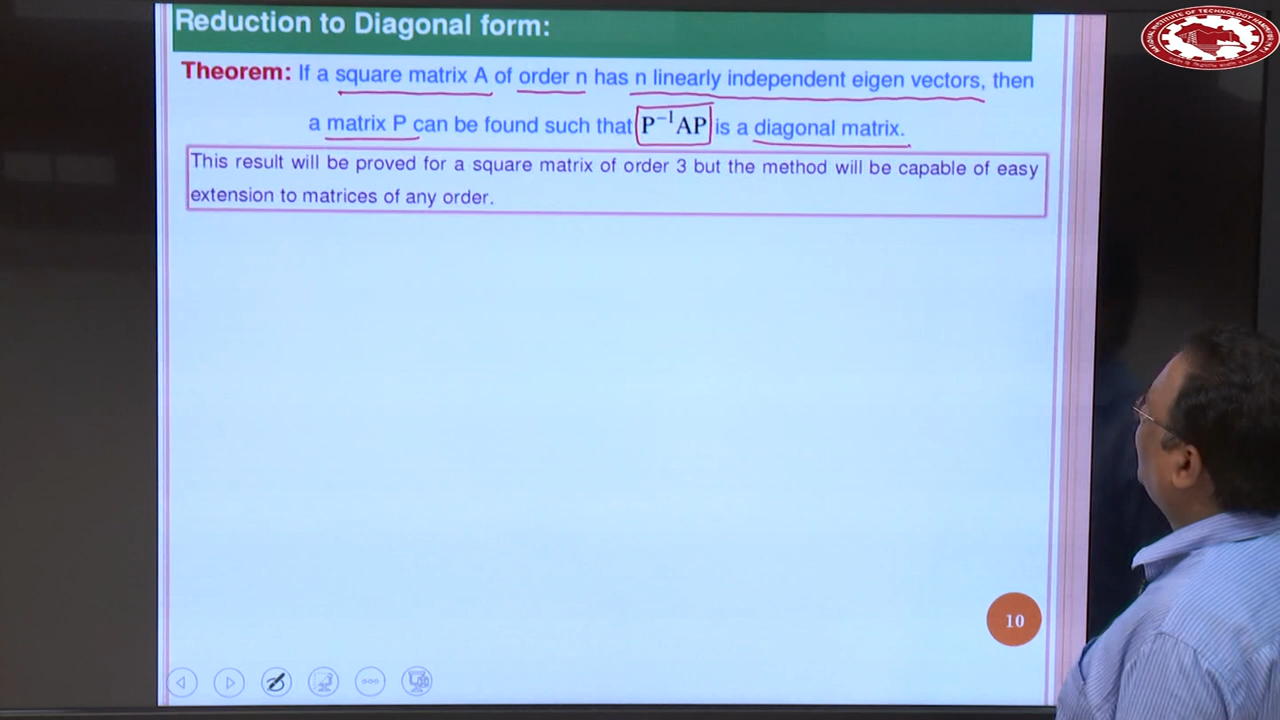 Reduction to Diagonal form:
Theorem: If a square matrix A of order n has n linearly independent eigen vectors, then
a matrix P can be found such that P⁻¹AP is a diagonal matrix.
This result will be proved for a square matrix of order 3 but the method will be capable of easy
extension to matrices of any order.
10